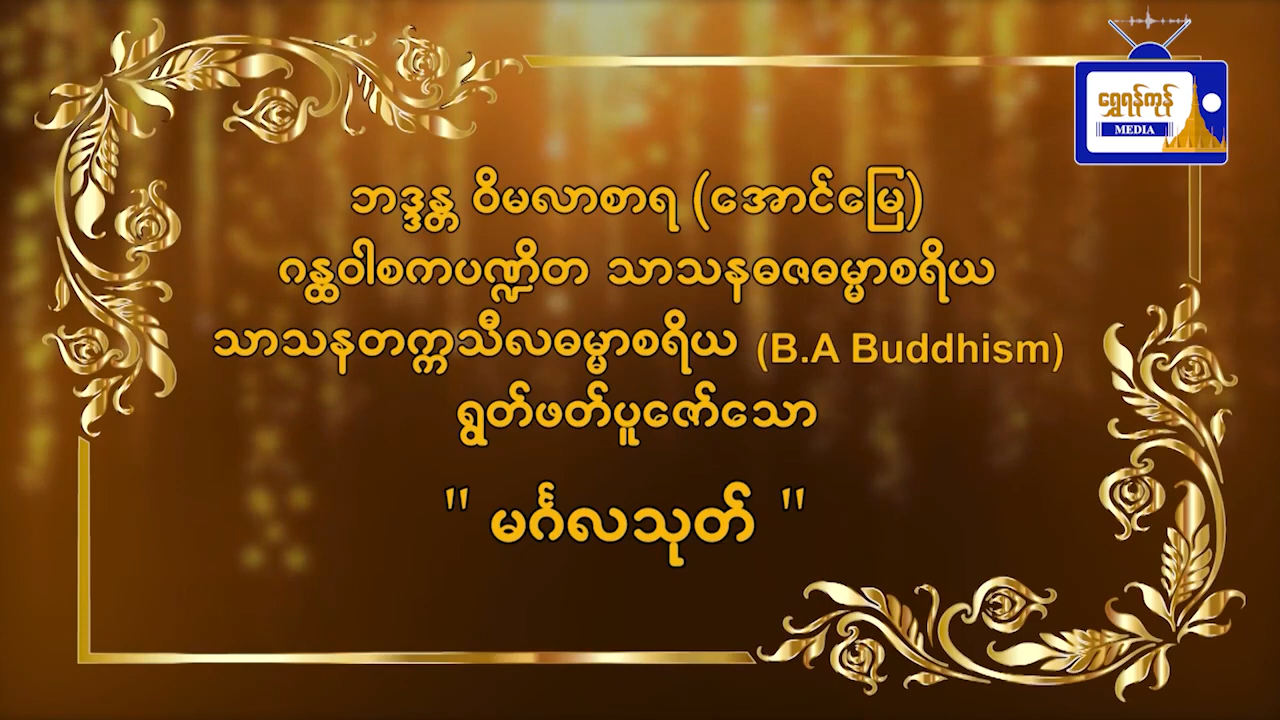 ရွှေရန်ကုန်
MEDIA
ဘဒ္ဒန္တ ဝိမလာစာရ (အောင်မြေ)
ဂန္ထဝါစကပဏ္ဍိတ သာသနဓဇဓမ္မာစရိယ
သာသနတက္ကသီလဓမ္မာစရိယ (B.A Buddhism)
ရွတ်ဖတ်ပူဇော်သော
" မင်္ဂလသုတ် "